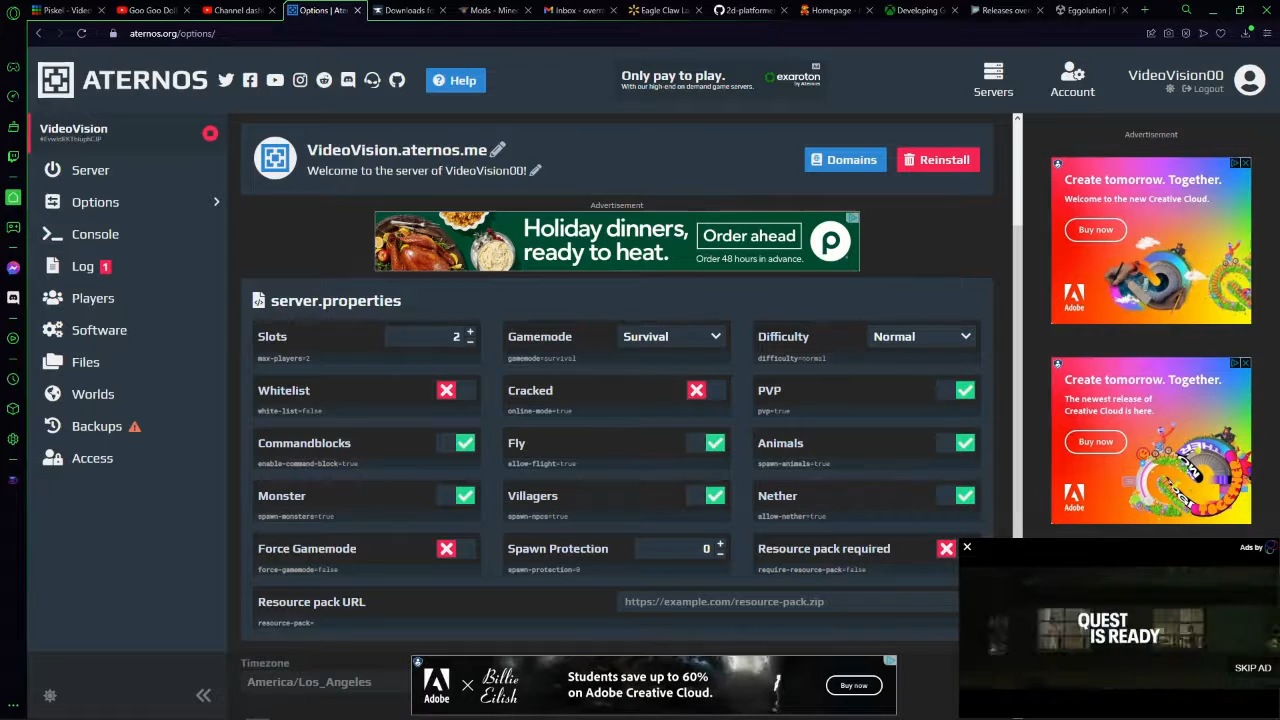 Piskel - Video
Goo Goo Doll
Channel dash
Options | Ater
Downloads fo
Mods - Minec
Inbox - overm
Eagle Claw La
2d-platforme
Homepage -
Developing G
Releases over
Eggolution |
aternos.org/options/
ATERNOS
Help
Only pay to play.
With our high-end on demand game servers.
exaroton
by Aternos
Servers
Account
VideoVision00
Logout
VideoVision
Server
Options
Console
Log 1
Players
Software
Files
Worlds
Backups
Access
VideoVision.aternos.me
Welcome to the server of VideoVision00!
Domains
Reinstall
Advertisement
Holiday dinners,
ready to heat.
Order ahead
Order 48 hours in advance.
server.properties
Slots 2
max-players=2
Gamemode Survival
gamemode=survival
Difficulty Normal
difficulty=normal
Whitelist
white-list=false
Cracked
online-mode=true
PVP
pvp=true
Commandblocks
enable-command-block=true
Fly
allow-flight=true
Animals
spawn-animals=true
Monster
spawn-monsters=true
Villagers
spawn-npcs=true
Nether
allow-nether=true
Force Gamemode
force-gamemode=false
Spawn Protection 0
spawn-protection=0
Resource pack required
require-resource-pack=false
Resource pack URL https://example.com/resource-pack.zip
resource-pack=
Timezone
America/Los_Angeles
Adobe
Billie
Eilish
Students save up to 60%
on Adobe Creative Cloud.
Buy now
Advertisement
Create tomorrow. Together.
Welcome to the new Creative Cloud.
Buy now
Adobe
Create tomorrow. Together.
The newest release of
Creative Cloud is here.
Buy now
Adobe
Ads by
QUEST
IS READY
SKIP AD